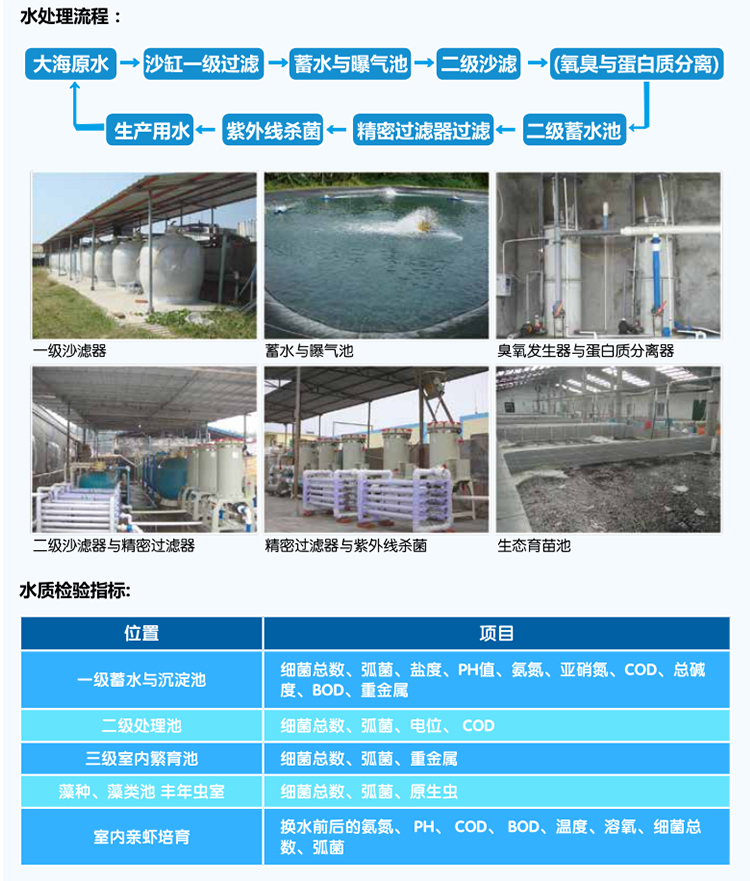 水处理流程：
大海原水 沙缸一级过滤 蓄水与曝气池 二级沙滤 (氧臭与蛋白质分离)
生产用水 紫外线杀菌 精密过滤器过滤 二级蓄水池
一级沙滤器 蓄水与曝气池 臭氧发生器与蛋白质分离器
二级沙滤器与精密过滤器 精密过滤器与紫外线杀菌 生态育苗池
水质检验指标:
位置 项目
一级蓄水与沉淀池 细菌总数、弧菌、盐度、PH值、氨氮、亚硝氮、COD、总碱
度、BOD、重金属
二级处理池 细菌总数、弧菌、电位、 COD
三级室内繁育池 细菌总数、弧菌、重金属
藻种、藻类池 丰年虫室 细菌总数、弧菌、原生虫
室内亲虾培育 换水前后的氨氮、 PH、 COD、 BOD、温度、溶氧、细菌总
数、弧菌